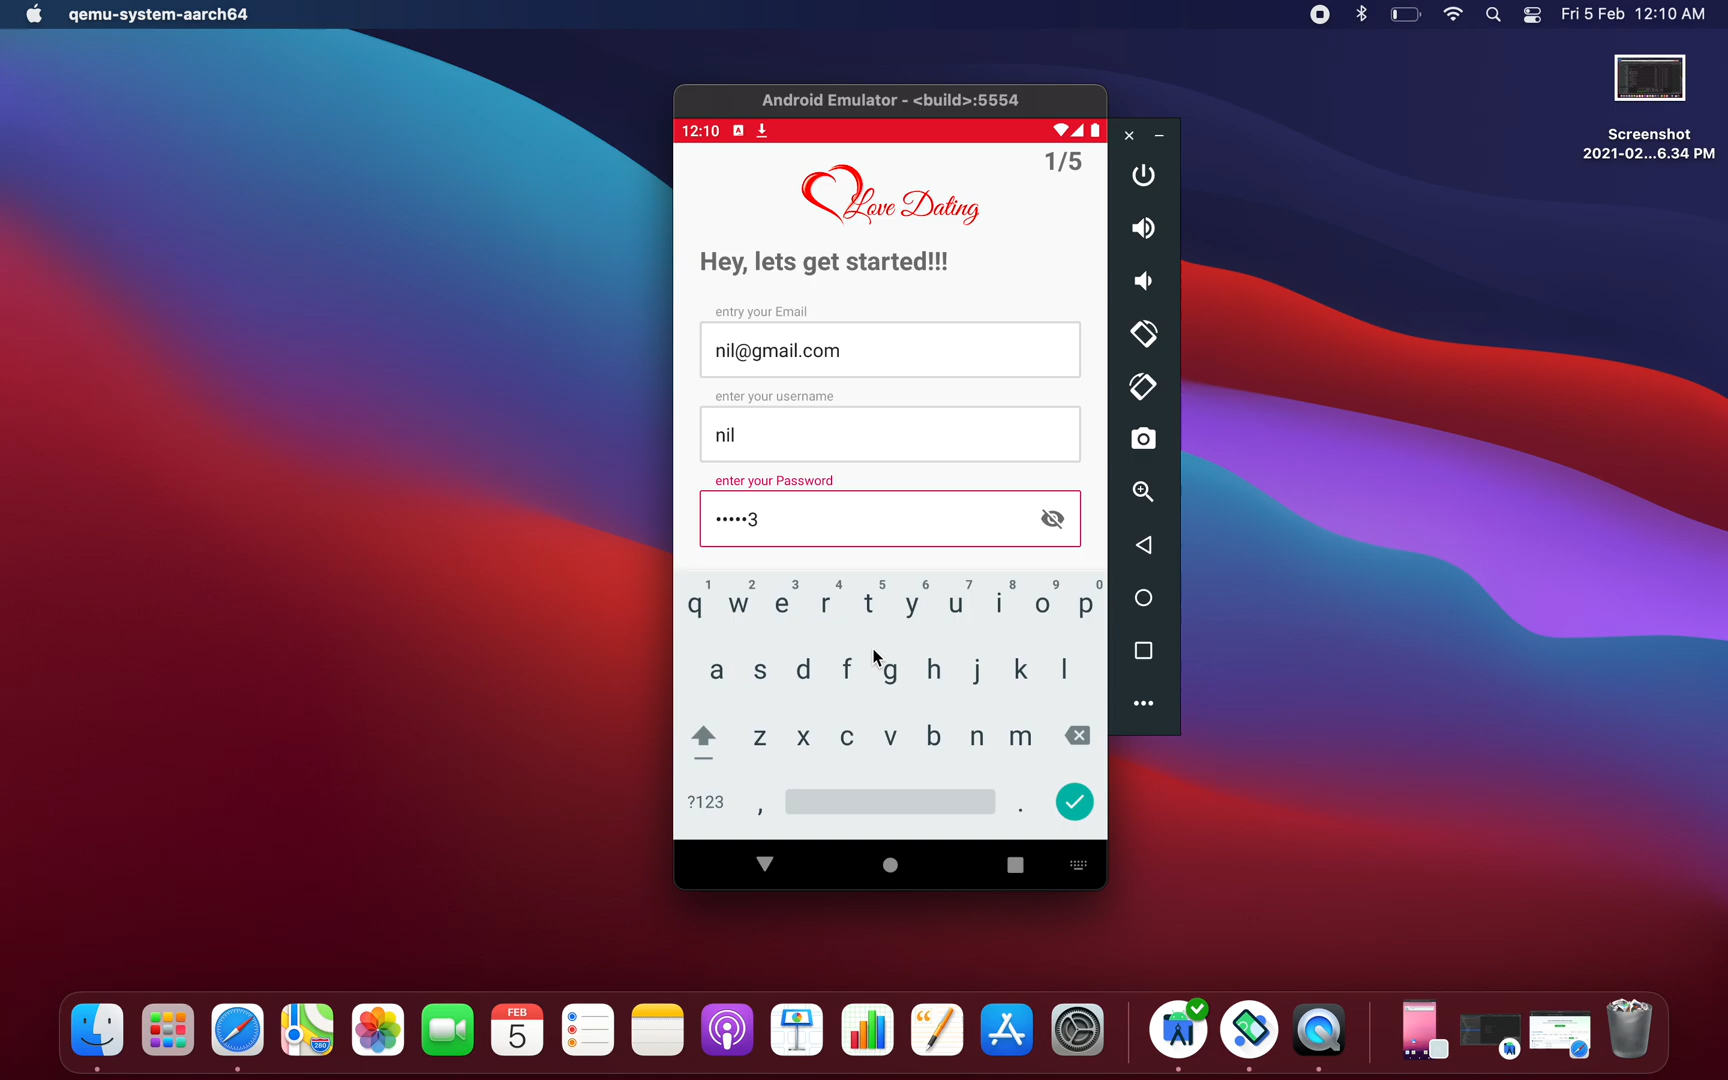 qemu-system-aarch64
Fri 5 Feb 12:10 AM
Screenshot
2021-02...6.34 PM
Android Emulator - <build>:5554
12:10
1/5
Love Dating
Hey, lets get started!!!
entry your Email
nil@gmail.com
enter your username
nil
enter your Password
•••••3
1 2 3 4 5 6 7 8 9 0
q w e r t y u i o p
a s d f g h j k l
z x c v b n m
?123 , .
FEB
5
280